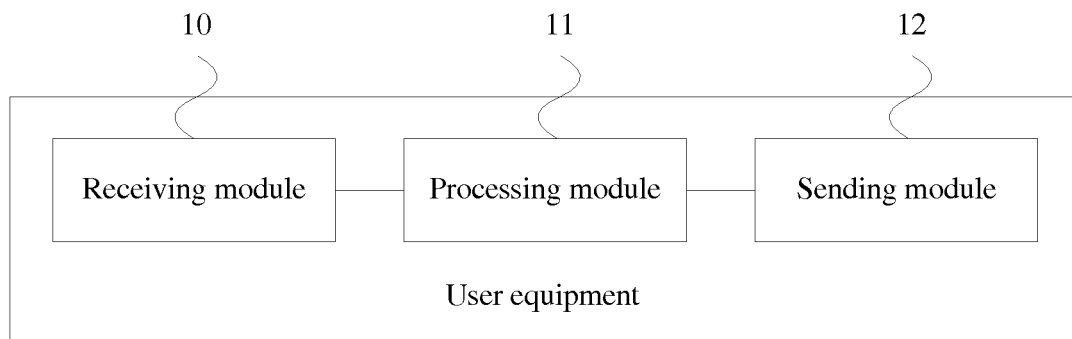 10 11 12
Receiving module Processing module Sending module
User equipment